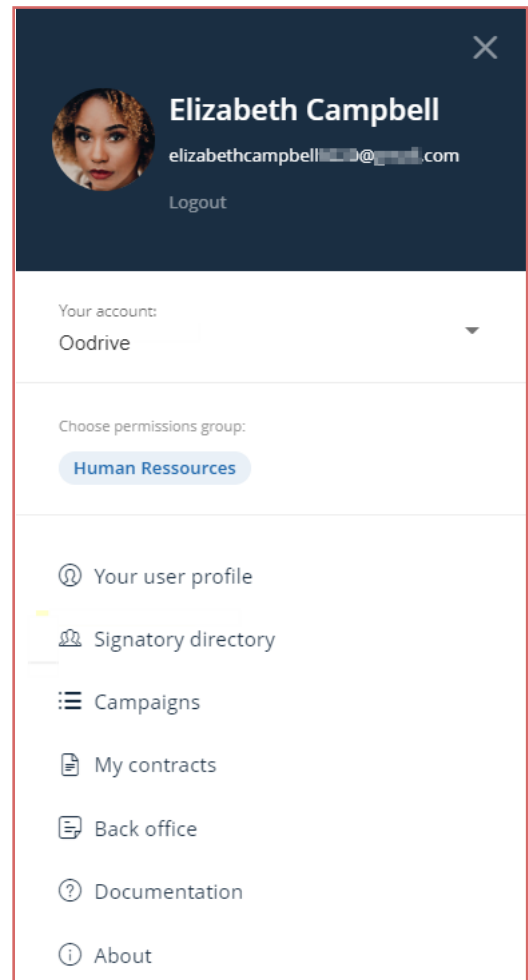 Elizabeth Campbell
.com
Logout
Your account:
Oodrive
Choose permissions group:
Human Ressources
Your user profile
Signatory directory
Campaigns
My contracts
Back office
Documentation
About